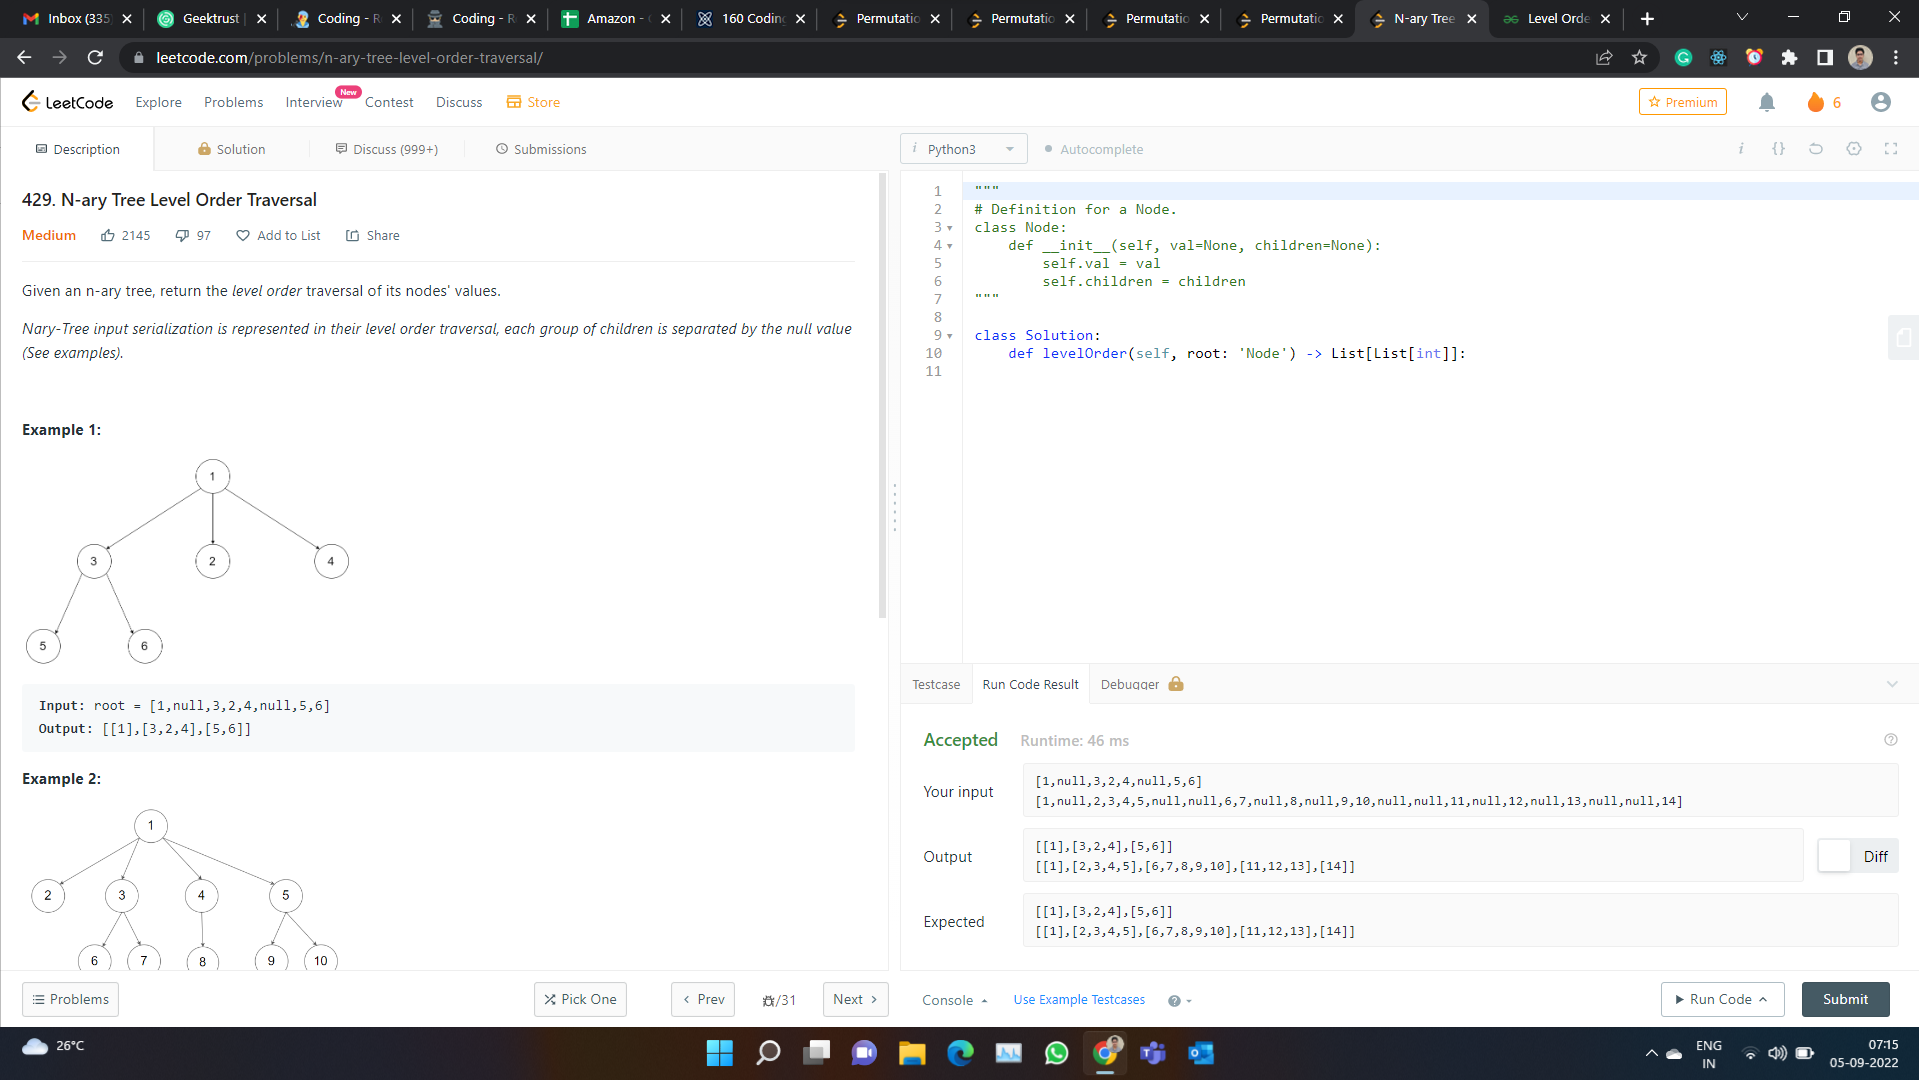 Inbox (335)
Geektrust
Coding - R
Coding - R
Amazon - 
160 Coding
Permutatio
Permutatio
Permutatio
Permutatio
N-ary Tree
Level Orde
leetcode.com/problems/n-ary-tree-level-order-traversal/
LeetCode
Explore
Problems
Interview
New
Contest
Discuss
Store
Premium
6
Description
Solution
Discuss (999+)
Submissions
i Python3
Autocomplete
i {}
429. N-ary Tree Level Order Traversal
Medium 2145 97 Add to List Share
Given an n-ary tree, return the level order traversal of its nodes' values.
Nary-Tree input serialization is represented in their level order traversal, each group of children is separated by the null value
(See examples).
Example 1:
1
3 2 4
5 6
Input: root = [1,null,3,2,4,null,5,6]
Output: [[1],[3,2,4],[5,6]]
Example 2:
1
2 3 4 5
6 7 8 9 10
1 """
2 # Definition for a Node.
3 class Node:
4 def __init__(self, val=None, children=None):
5 self.val = val
6 self.children = children
7 """
8
9 class Solution:
10 def levelOrder(self, root: 'Node') -> List[List[int]]:
11
Testcase
Run Code Result
Debugger
Accepted Runtime: 46 ms
Your input
[1,null,3,2,4,null,5,6]
[1,null,2,3,4,5,null,null,6,7,null,8,null,9,10,null,null,11,null,12,null,13,null,null,14]
Output
[[1],[3,2,4],[5,6]]
[[1],[2,3,4,5],[6,7,8,9,10],[11,12,13],[14]]
Diff
Expected
[[1],[3,2,4],[5,6]]
[[1],[2,3,4,5],[6,7,8,9,10],[11,12,13],[14]]
Problems
Pick One
Prev
/31
Next
Console
Use Example Testcases
Run Code
Submit
26°C
ENG
IN
07:15
05-09-2022